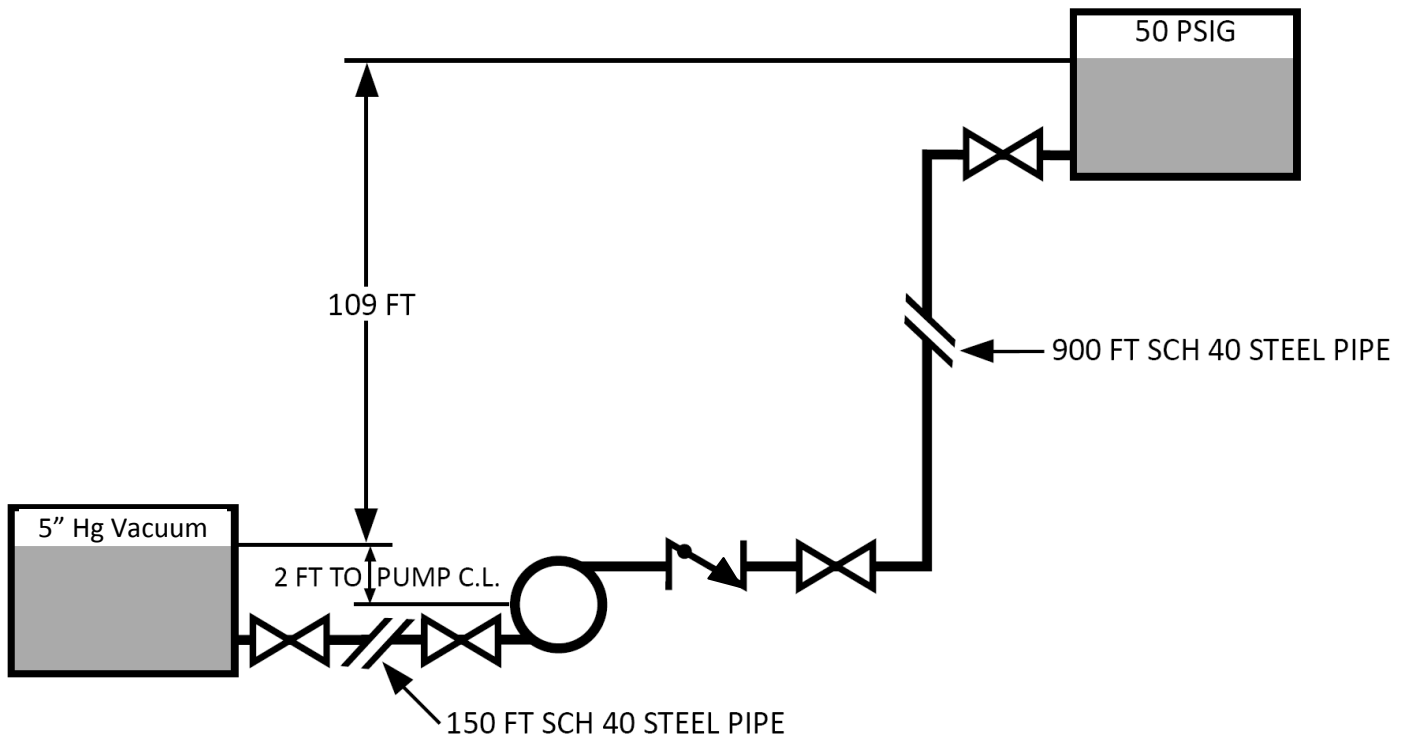 50 PSIG
109 FT
900 FT SCH 40 STEEL PIPE
5” Hg Vacuum
2 FT TO PUMP C.L.
150 FT SCH 40 STEEL PIPE